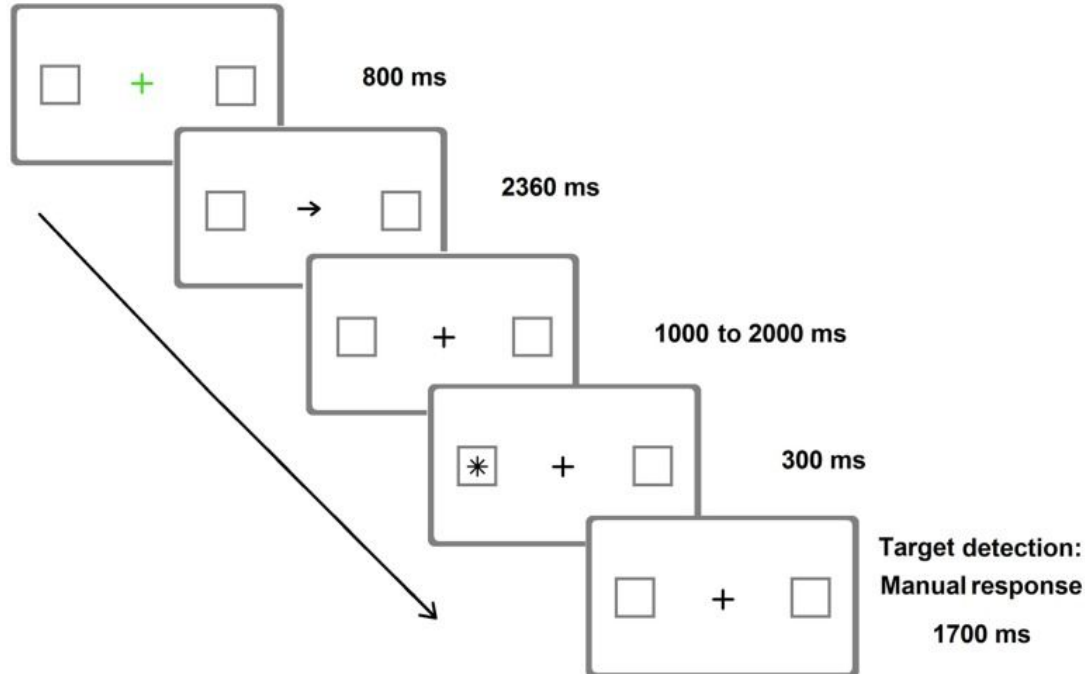 800 ms
2360 ms
1000 to 2000 ms
300 ms
Target detection:
Manual response
1700 ms